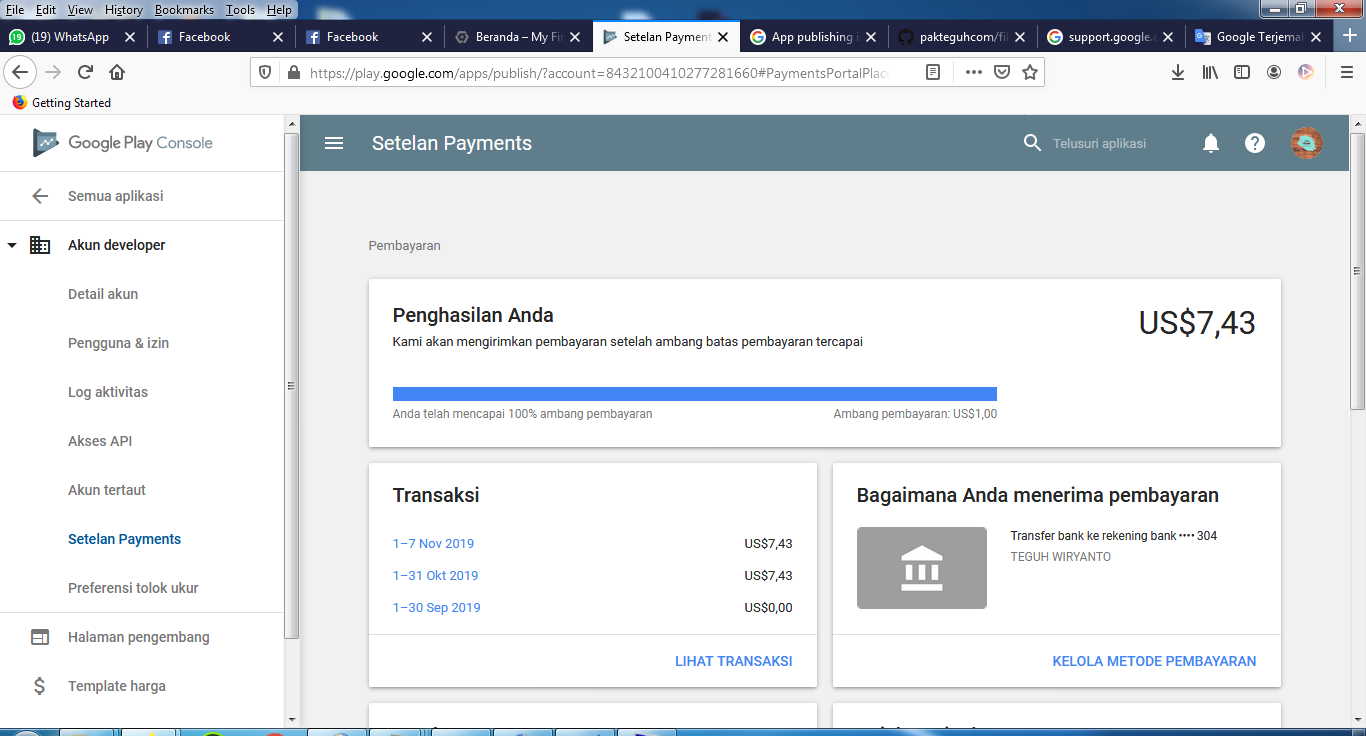 File Edit View History Bookmarks Tools Help
(19) WhatsApp
Facebook
Facebook
Beranda – My Fi
Setelan Payment
App publishing i
pakteguhcom/fil
support.google.c
Google Terjemah
https://play.google.com/apps/publish/?account=8432100410277281660#PaymentsPortalPlace
Getting Started
Google Play Console
Setelan Payments
Telusuri aplikasi
Semua aplikasi
Akun developer
Detail akun
Pengguna & izin
Log aktivitas
Akses API
Akun tertaut
Setelan Payments
Preferensi tolok ukur
Halaman pengembang
Template harga
Pembayaran
Penghasilan Anda
US$7,43
Kami akan mengirimkan pembayaran setelah ambang batas pembayaran tercapai
Anda telah mencapai 100% ambang pembayaran
Ambang pembayaran: US$1,00
Transaksi
1–7 Nov 2019 US$7,43
1–31 Okt 2019 US$7,43
1–30 Sep 2019 US$0,00
LIHAT TRANSAKSI
Bagaimana Anda menerima pembayaran
Transfer bank ke rekening bank •••• 304
TEGUH WIRYANTO
KELOLA METODE PEMBAYARAN